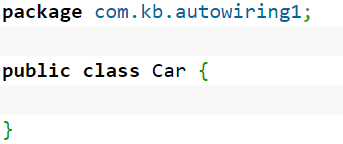 package com.kb.autowiring1;
public class Car {
}